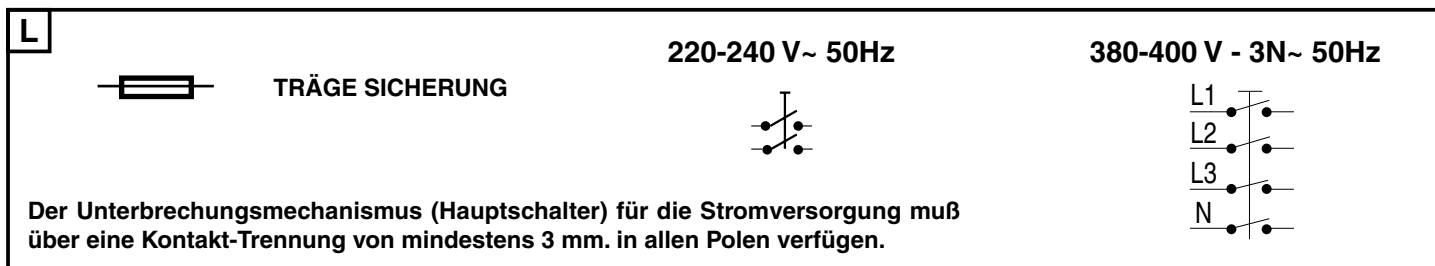 L
TRÄGE SICHERUNG
220-240 V~ 50Hz
380-400 V - 3N~ 50Hz
L1
L2
L3
N
Der Unterbrechungsmechanismus (Hauptschalter) für die Stromversorgung muß
über eine Kontakt-Trennung von mindestens 3 mm. in allen Polen verfügen.